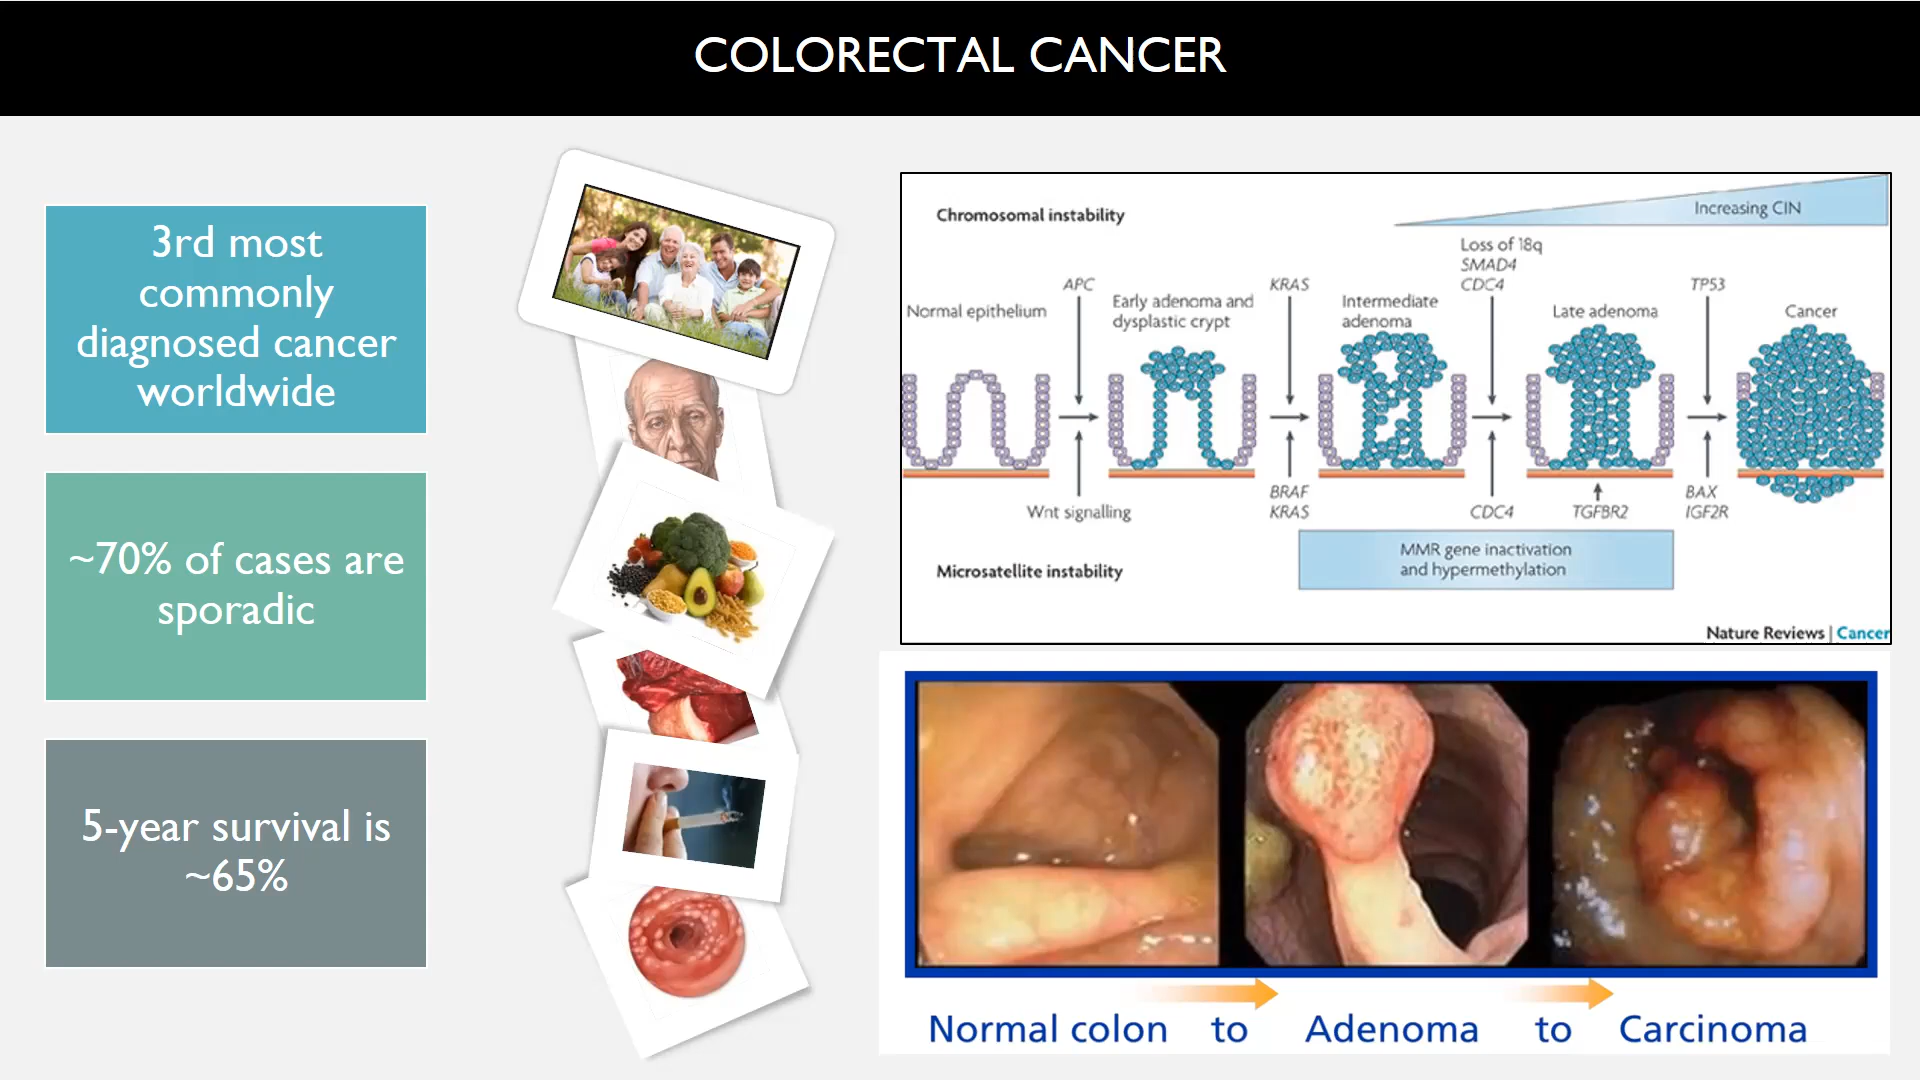 COLORECTAL CANCER
3rd most
commonly
diagnosed cancer
worldwide
~70% of cases are
sporadic
5-year survival is
~65%
Chromosomal instability
Increasing CIN
Normal epithelium
APC
Early adenoma and
dysplastic crypt
KRAS
Intermediate
adenoma
Loss of 18q
SMAD4
CDC4
Late adenoma
TP53
Cancer
Wnt signalling
BRAF
KRAS
CDC4
TGFBR2
BAX
IGF2R
MMR gene inactivation
and hypermethylation
Microsatellite instability
Nature Reviews | Cancer
Normal colon to Adenoma to Carcinoma